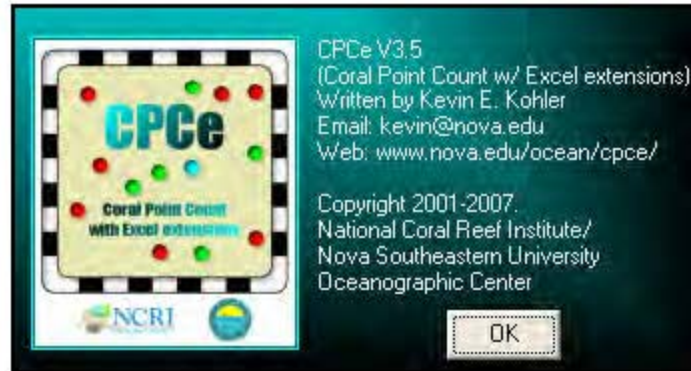 CPCe
Coral Point Count
with Excel extensions
NCRI
CPCe V3.5
(Coral Point Count w/ Excel extensions)
Written by Kevin E. Kohler
Email: kevin@nova.edu
Web: www.nova.edu/ocean/cpce/
Copyright 2001-2007.
National Coral Reef Institute/
Nova Southeastern University
Oceanographic Center
OK